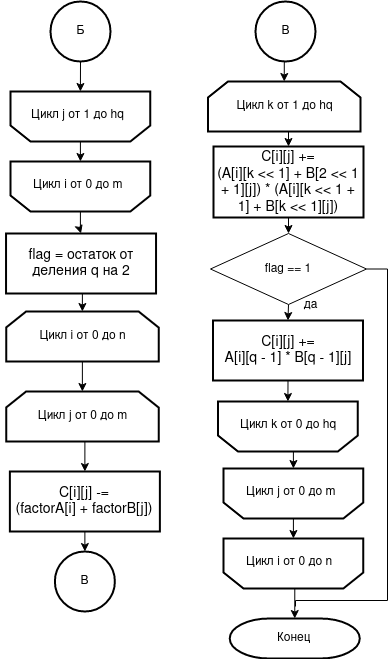 Б
Цикл j от 1 до hq
Цикл i от 0 до m
flag = остаток от
деления q на 2
Цикл i от 0 до n
Цикл j от 0 до m
C[i][j] -=
(factorA[i] + factorB[j])
В
В
Цикл k от 1 до hq
C[i][j] +=
(A[i][k << 1] + B[2 << 1
+ 1][j]) * (A[i][k << 1 +
1] + B[k << 1][j])
flag == 1
да
C[i][j] +=
A[i][q - 1] * B[q - 1][j]
Цикл k от 0 до hq
Цикл j от 0 до m
Цикл i от 0 до n
Конец